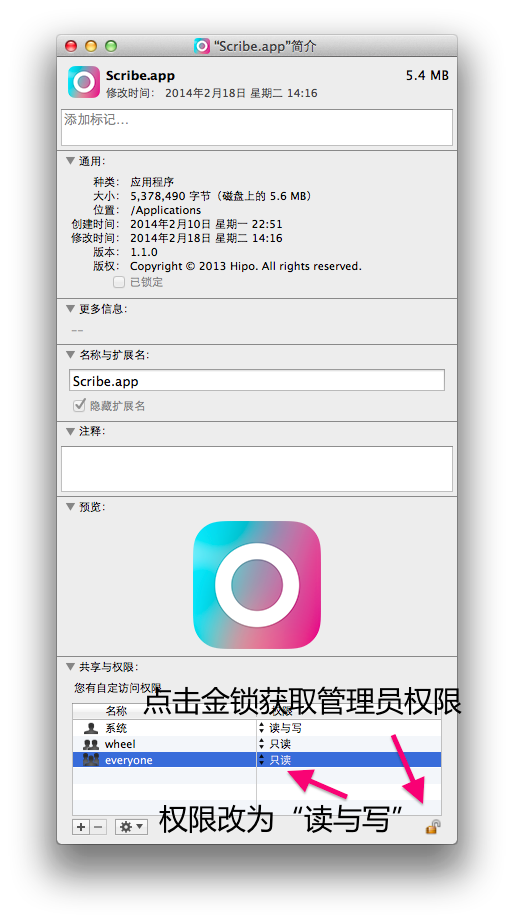 “Scribe.app”简介
Scribe.app 5.4 MB
修改时间： 2014年2月18日 星期二 14:16
添加标记...
通用：
种类： 应用程序
大小： 5,378,490 字节（磁盘上的 5.6 MB）
位置： /Applications
创建时间： 2014年2月10日 星期一 22:51
修改时间： 2014年2月18日 星期二 14:16
版本： 1.1.0
版权： Copyright © 2013 Hipo. All rights reserved.
已锁定
更多信息：
--
名称与扩展名：
Scribe.app
隐藏扩展名
注释：
预览：
共享与权限：
您有自定访问权限
点击金锁获取管理员权限
名称 权限
系统 读与写
wheel 只读
everyone 只读
权限改为“读与写”